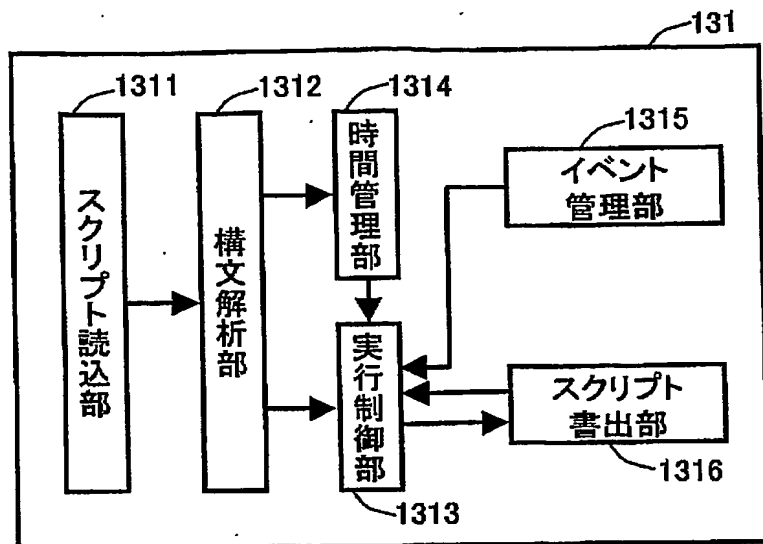 131
1311
1312
1314
1315
スクリプト読込部
構文解析部
時間管理部
イベント
管理部
実行制御部
スクリプト
書出部
1313
1316